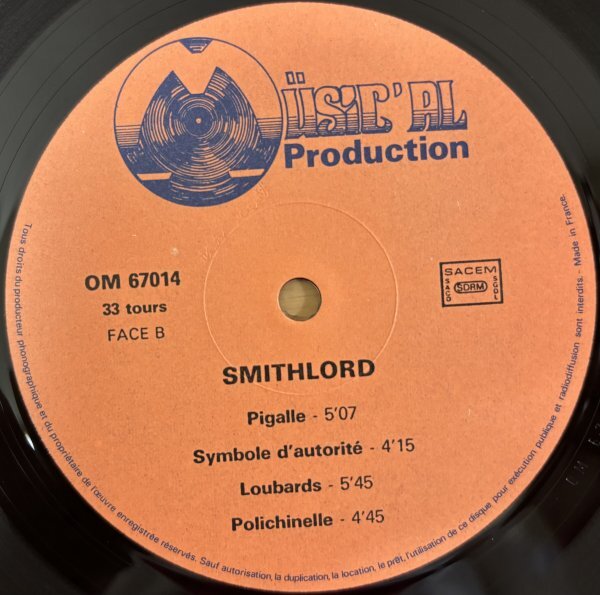 MÜSIC'AL
Production
OM 67014
33 tours
FACE B
SACEM
SACD
SDRM
SGDL
SMITHLORD
Pigalle - 5'07
Symbole d'autorité - 4'15
Loubards - 5'45
Polichinelle - 4'45
Tous droits du producteur phonographique et du propriétaire de l'œuvre enregistrée réservés. Sauf autorisation, la duplication, la location, le prêt, l'utilisation de ce disque pour exécution publique et radiodiffusion sont interdits. - Made in France.